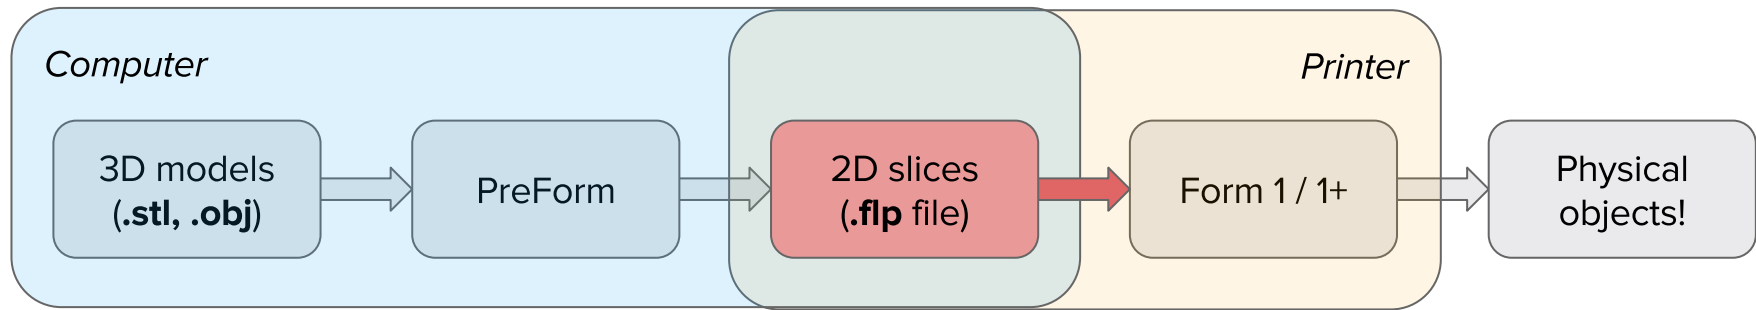 Computer
Printer
3D models
(.stl, .obj)
PreForm
2D slices
(.flp file)
Form 1 / 1+
Physical
objects!